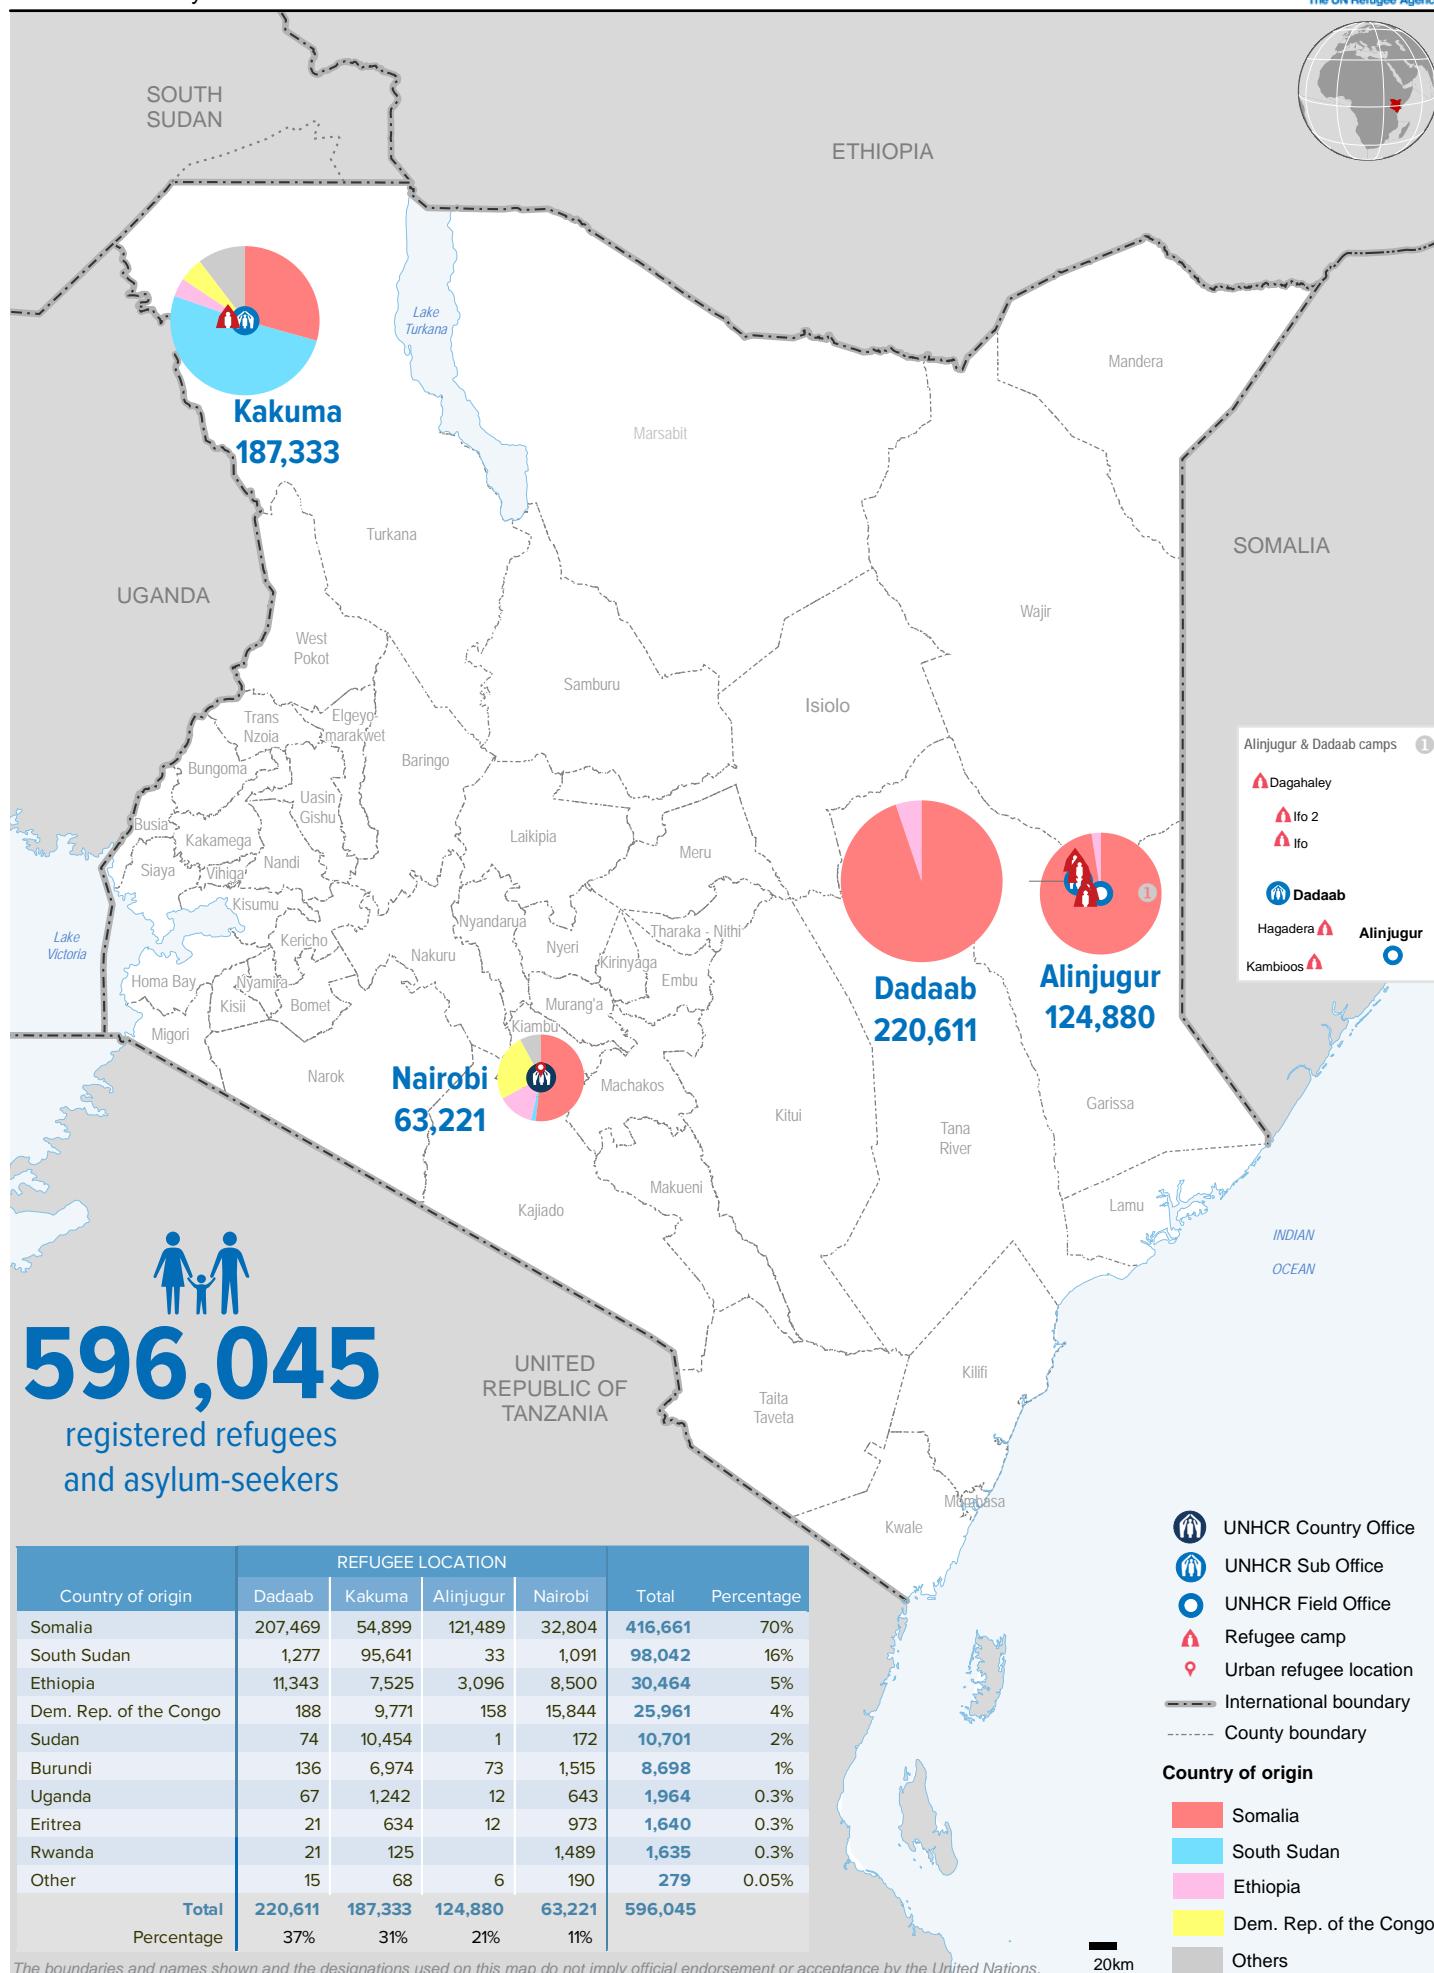 The UN Refugee Agency
SOUTH
SUDAN
ETHIOPIA
Lake
Turkana
Mandera
Kakuma
187,333
Marsabit
Turkana
SOMALIA
UGANDA
Wajir
West
Pokot
Samburu
Isiolo
Trans
Nzoia
Elgeyo-
marakwet
Baringo
Bungoma
Uasin
Gishu
Busia
Kakamega
Laikipia
Meru
Siaya
Vihiga
Nandi
Kisumu
Nyandarua
Tharaka - Nithi
Lake
Victoria
Kericho
Nakuru
Nyeri
Kirinyaga
Embu
Homa Bay
Nyamira
Kisii
Bomet
Murang'a
Kiambu
Migori
Narok
Machakos
Dadaab
220,611
Alinjugur
124,880
1
Alinjugur & Dadaab camps 1
Dagahaley
Ifo 2
Ifo
Dadaab
Hagadera
Alinjugur
Kambioos
Nairobi
63,221
Kitui
Tana
River
Garissa
Makueni
Kajiado
Lamu
INDIAN
OCEAN
596,045
registered refugees
and asylum-seekers
UNITED
REPUBLIC OF
TANZANIA
Taita
Taveta
Kilifi
Mombasa
Kwale
REFUGEE LOCATION
Country of origin Dadaab Kakuma Alinjugur Nairobi Total Percentage
Somalia 207,469 54,899 121,489 32,804 416,661 70%
South Sudan 1,277 95,641 33 1,091 98,042 16%
Ethiopia 11,343 7,525 3,096 8,500 30,464 5%
Dem. Rep. of the Congo 188 9,771 158 15,844 25,961 4%
Sudan 74 10,454 1 172 10,701 2%
Burundi 136 6,974 73 1,515 8,698 1%
Uganda 67 1,242 12 643 1,964 0.3%
Eritrea 21 634 12 973 1,640 0.3%
Rwanda 21 125 1,489 1,635 0.3%
Other 15 68 6 190 279 0.05%
Total 220,611 187,333 124,880 63,221 596,045
Percentage 37% 31% 21% 11%
UNHCR Country Office
UNHCR Sub Office
UNHCR Field Office
Refugee camp
Urban refugee location
International boundary
County boundary
Country of origin
Somalia
South Sudan
Ethiopia
Dem. Rep. of the Congo
Others
20km
The boundaries and names shown and the designations used on this map do not imply official endorsement or acceptance by the United Nations.